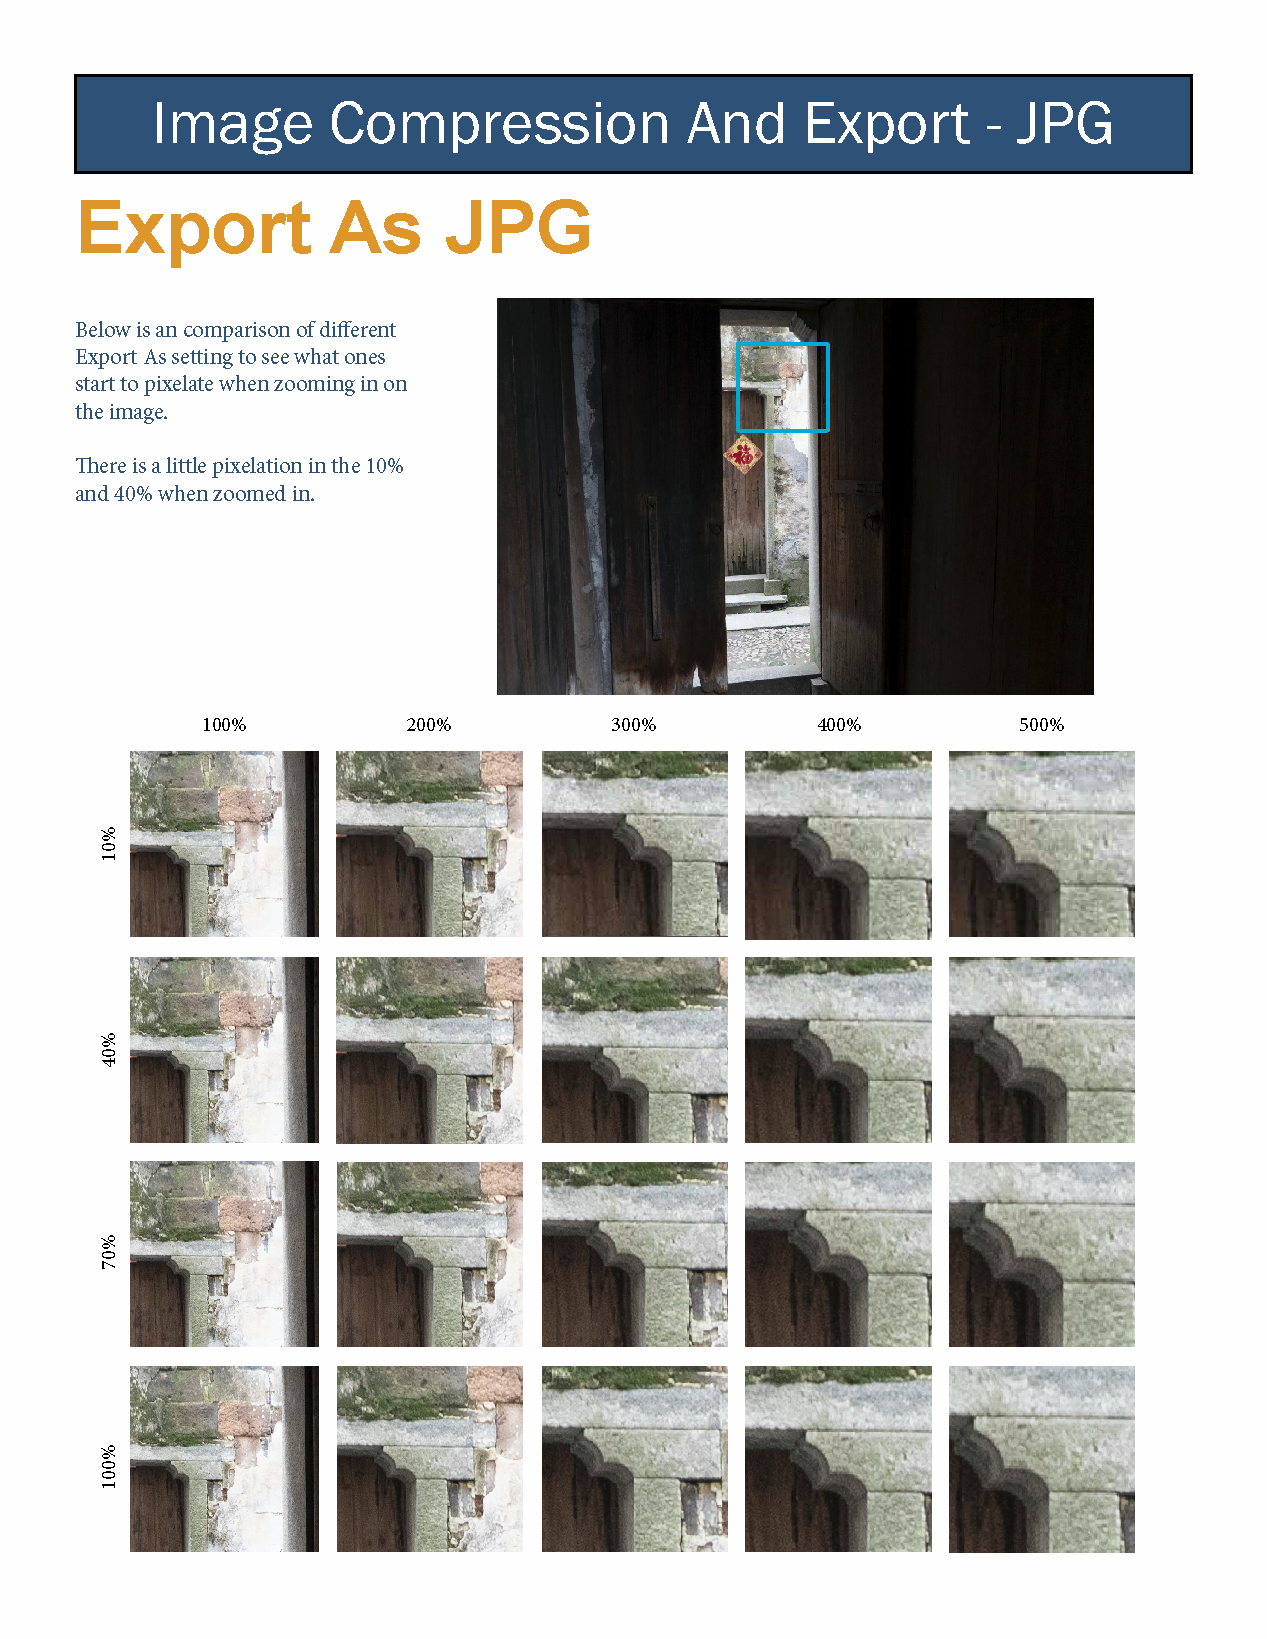 Image Compression And Export - JPG
Export As JPG
Below is an comparison of different
Export As setting to see what ones
start to pixelate when zooming in on
the image.
There is a little pixelation in the 10%
and 40% when zoomed in.
福
100% 200% 300% 400% 500%
10%
40%
70%
100%